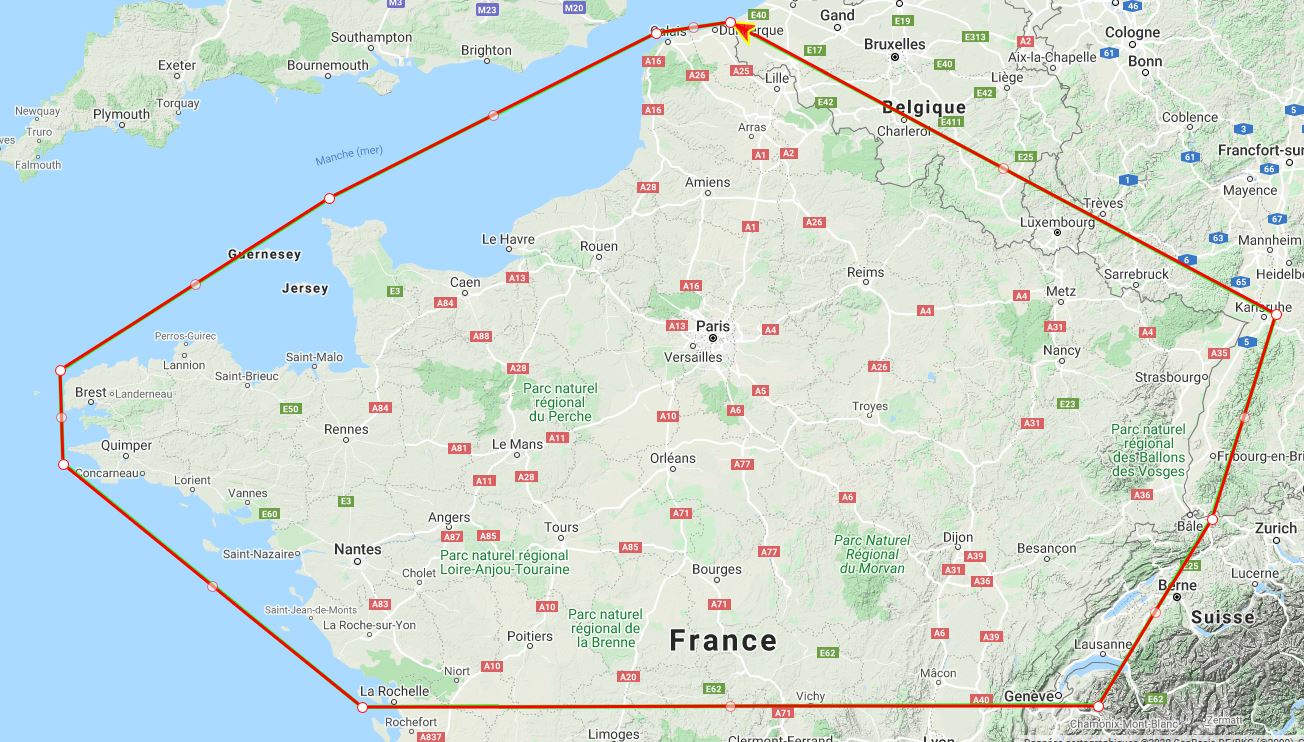 M3
M23
M20
E40
Gand
E19
46
Southampton
Brighton
Calais
Dunkerque
E313
A2
Cologne
Exeter
Bournemouth
A16
A26
A25
E17
Bruxelles
E40
Aix-la-Chapelle
61
Bonn
Lille
Liège
E42
Torquay
Newquay
Plymouth
Truro
Falmouth
A16
E42
Belgique
Charleroi
E411
Coblence
5
3
Arras
Manche (mer)
A1
A2
E25
61
Francfort-sur
66
Amiens
A28
1
Mayence
Trèves
A26
A1
Luxembourg
67
Le Havre
Rouen
63
Mannheim
Guernesey
6
Jersey
E3
Caen
A13
A16
Reims
Sarrebruck
65
Heidelbe
A84
Metz
A4
A4
Karlsruhe
Perros-Guirec
A88
A13
Paris
A4
A31
A4
5
Lannion
Saint-Malo
Versailles
Nancy
A35
Saint-Brieuc
A28
A26
Strasbourg
Brest
Landerneau
Parc naturel
régional
du Perche
A5
E50
A84
A10
A6
Troyes
E23
A31
Rennes
Parc naturel
régional
des Ballons
des Vosges
Quimper
A81
Le Mans
A11
Concarneau
Orléans
A77
Fribourg-en-Bri
Lorient
A11
A28
Vannes
E3
A6
A36
E60
A71
Angers
Tours
Bâle
Zurich
A87
A85
A85
A77
Parc Naturel
Régional
du Morvan
Dijon
Besançon
Saint-Nazaire
Nantes
Parc naturel régional
Loire-Anjou-Touraine
A39
A31
A36
E25
Cholet
Bourges
Berne
Lucerne
Saint-Jean-de-Monts
A83
A10
A71
Suisse
La Roche-sur-Yon
Poitiers
Parc naturel
régional de
la Brenne
France
A6
A39
E62
Lausanne
Niort
A10
A20
Mâcon
La Rochelle
E62
Vichy
A40
Genève
E62
Rochefort
A71
Chamonix-Mont-Blanc
Zermatt
A837
Limoges
Clermont-Ferrand
Lyon